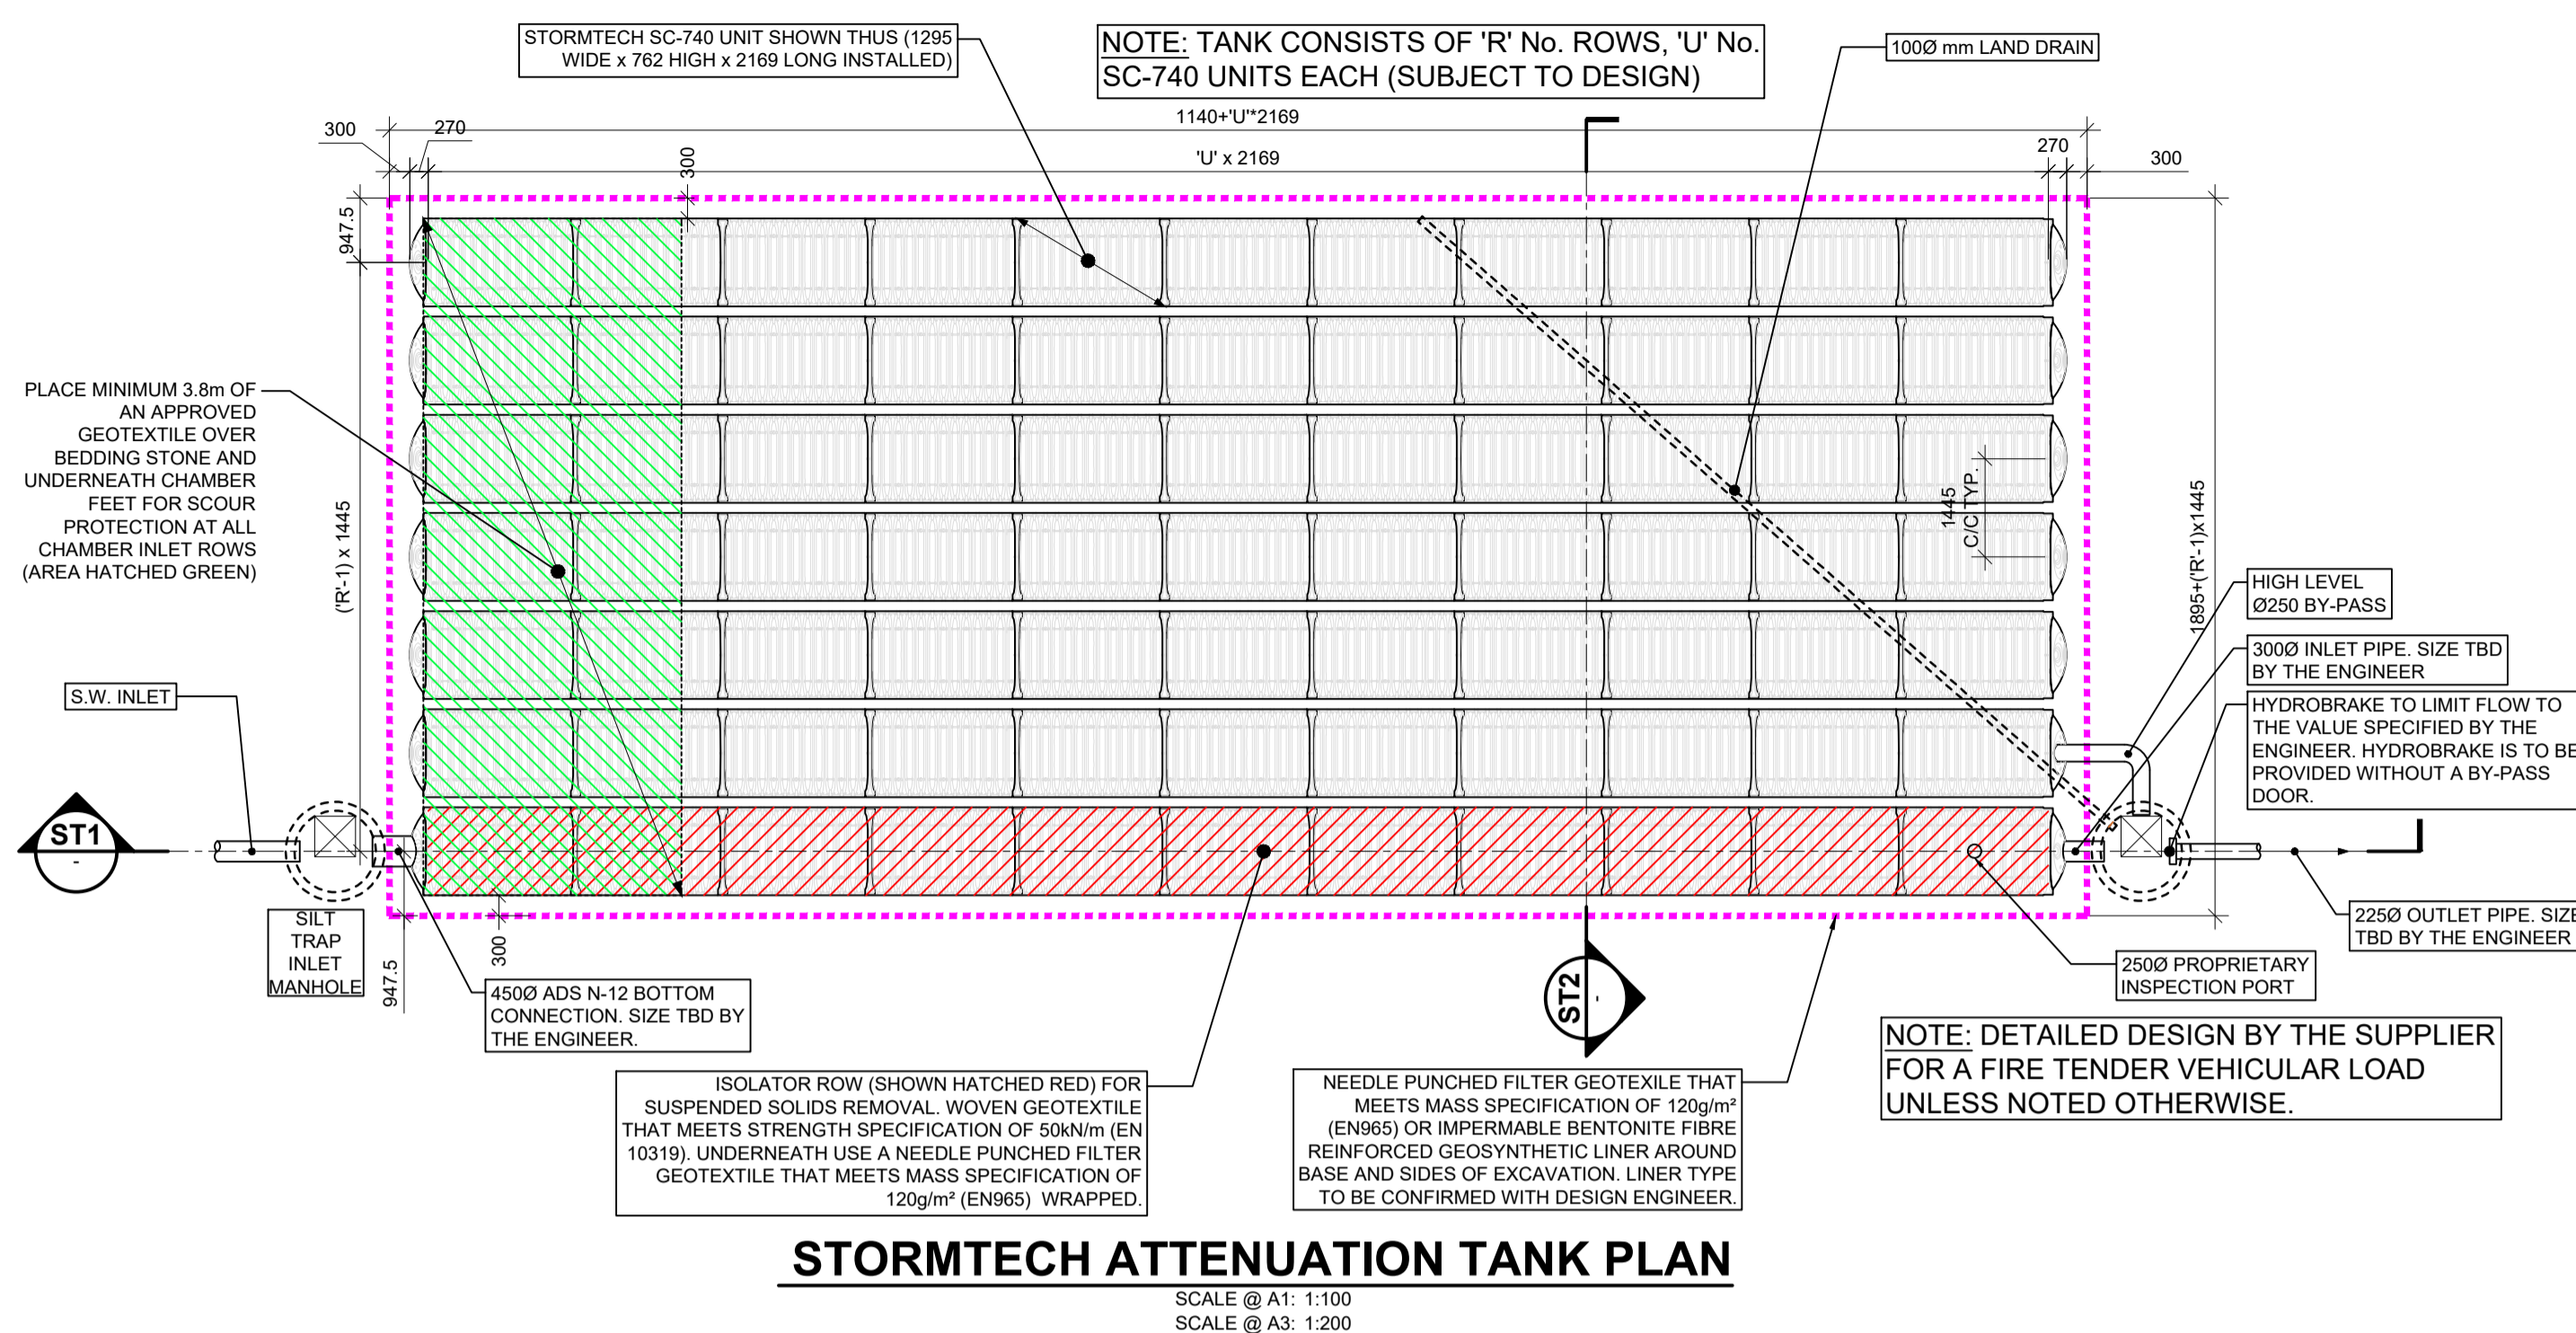 STORMTECH SC-740 UNIT SHOWN THUS (1295
WIDE x 762 HIGH x 2169 LONG INSTALLED)
NOTE: TANK CONSISTS OF 'R' No. ROWS, 'U' No.
SC-740 UNITS EACH (SUBJECT TO DESIGN)
100Ø mm LAND DRAIN
1140+'U'*2169
300
270
'U' x 2169
270
300
300
947.5
('R'-1) x 1445
PLACE MINIMUM 3.8m OF
AN APPROVED
GEOTEXTILE OVER
BEDDING STONE AND
UNDERNEATH CHAMBER
FEET FOR SCOUR
PROTECTION AT ALL
CHAMBER INLET ROWS
(AREA HATCHED GREEN)
1445
C/C TYP.
1895+('R'-1)x1445
HIGH LEVEL
Ø250 BY-PASS
300Ø INLET PIPE. SIZE TBD
BY THE ENGINEER
HYDROBRAKE TO LIMIT FLOW TO
THE VALUE SPECIFIED BY THE
ENGINEER. HYDROBRAKE IS TO BE
PROVIDED WITHOUT A BY-PASS
DOOR.
S.W. INLET
ST1
-
SILT
TRAP
INLET
MANHOLE
947.5
300
450Ø ADS N-12 BOTTOM
CONNECTION. SIZE TBD BY
THE ENGINEER.
ST2
-
225Ø OUTLET PIPE. SIZE
TBD BY THE ENGINEER
250Ø PROPRIETARY
INSPECTION PORT
ISOLATOR ROW (SHOWN HATCHED RED) FOR
SUSPENDED SOLIDS REMOVAL. WOVEN GEOTEXTILE
THAT MEETS STRENGTH SPECIFICATION OF 50kN/m (EN
10319). UNDERNEATH USE A NEEDLE PUNCHED FILTER
GEOTEXTILE THAT MEETS MASS SPECIFICATION OF
120g/m² (EN965) WRAPPED.
NEEDLE PUNCHED FILTER GEOTEXILE THAT
MEETS MASS SPECIFICATION OF 120g/m²
(EN965) OR IMPERMABLE BENTONITE FIBRE
REINFORCED GEOSYNTHETIC LINER AROUND
BASE AND SIDES OF EXCAVATION. LINER TYPE
TO BE CONFIRMED WITH DESIGN ENGINEER.
NOTE: DETAILED DESIGN BY THE SUPPLIER
FOR A FIRE TENDER VEHICULAR LOAD
UNLESS NOTED OTHERWISE.
STORMTECH ATTENUATION TANK PLAN
SCALE @ A1: 1:100
SCALE @ A3: 1:200